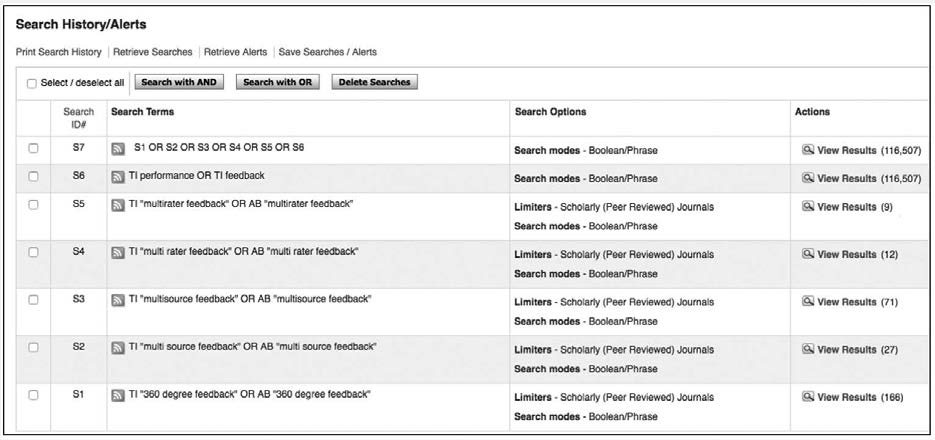 Search History/Alerts
Print Search History | Retrieve Searches | Retrieve Alerts | Save Searches / Alerts
Select / deselect all Search with AND Search with OR Delete Searches
Search ID# Search Terms Search Options Actions
S7 S1 OR S2 OR S3 OR S4 OR S5 OR S6 Search modes - Boolean/Phrase View Results (116,507)
S6 TI performance OR TI feedback Search modes - Boolean/Phrase View Results (116,507)
S5 TI "multirater feedback" OR AB "multirater feedback" Limiters - Scholarly (Peer Reviewed) Journals View Results (9)
Search modes - Boolean/Phrase
S4 TI "multi rater feedback" OR AB "multi rater feedback" Limiters - Scholarly (Peer Reviewed) Journals View Results (12)
Search modes - Boolean/Phrase
S3 TI "multisource feedback" OR AB "multisource feedback" Limiters - Scholarly (Peer Reviewed) Journals View Results (71)
Search modes - Boolean/Phrase
S2 TI "multi source feedback" OR AB "multi source feedback" Limiters - Scholarly (Peer Reviewed) Journals View Results (27)
Search modes - Boolean/Phrase
S1 TI "360 degree feedback" OR AB "360 degree feedback" Limiters - Scholarly (Peer Reviewed) Journals View Results (166)
Search modes - Boolean/Phrase